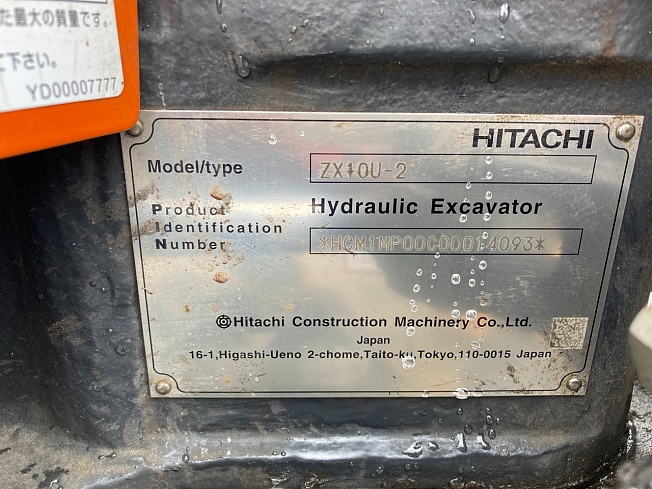 た最大の質量です。
下さい。
YD00007777
HITACHI
Model/type ZX10U-2
Product Hydraulic Excavator
Identification
Number *HCM1MP00C00014093*
Hitachi Construction Machinery Co.,Ltd.
Japan
16-1,Higashi-Ueno 2-chome,Taito-ku,Tokyo,110-0015 Japan